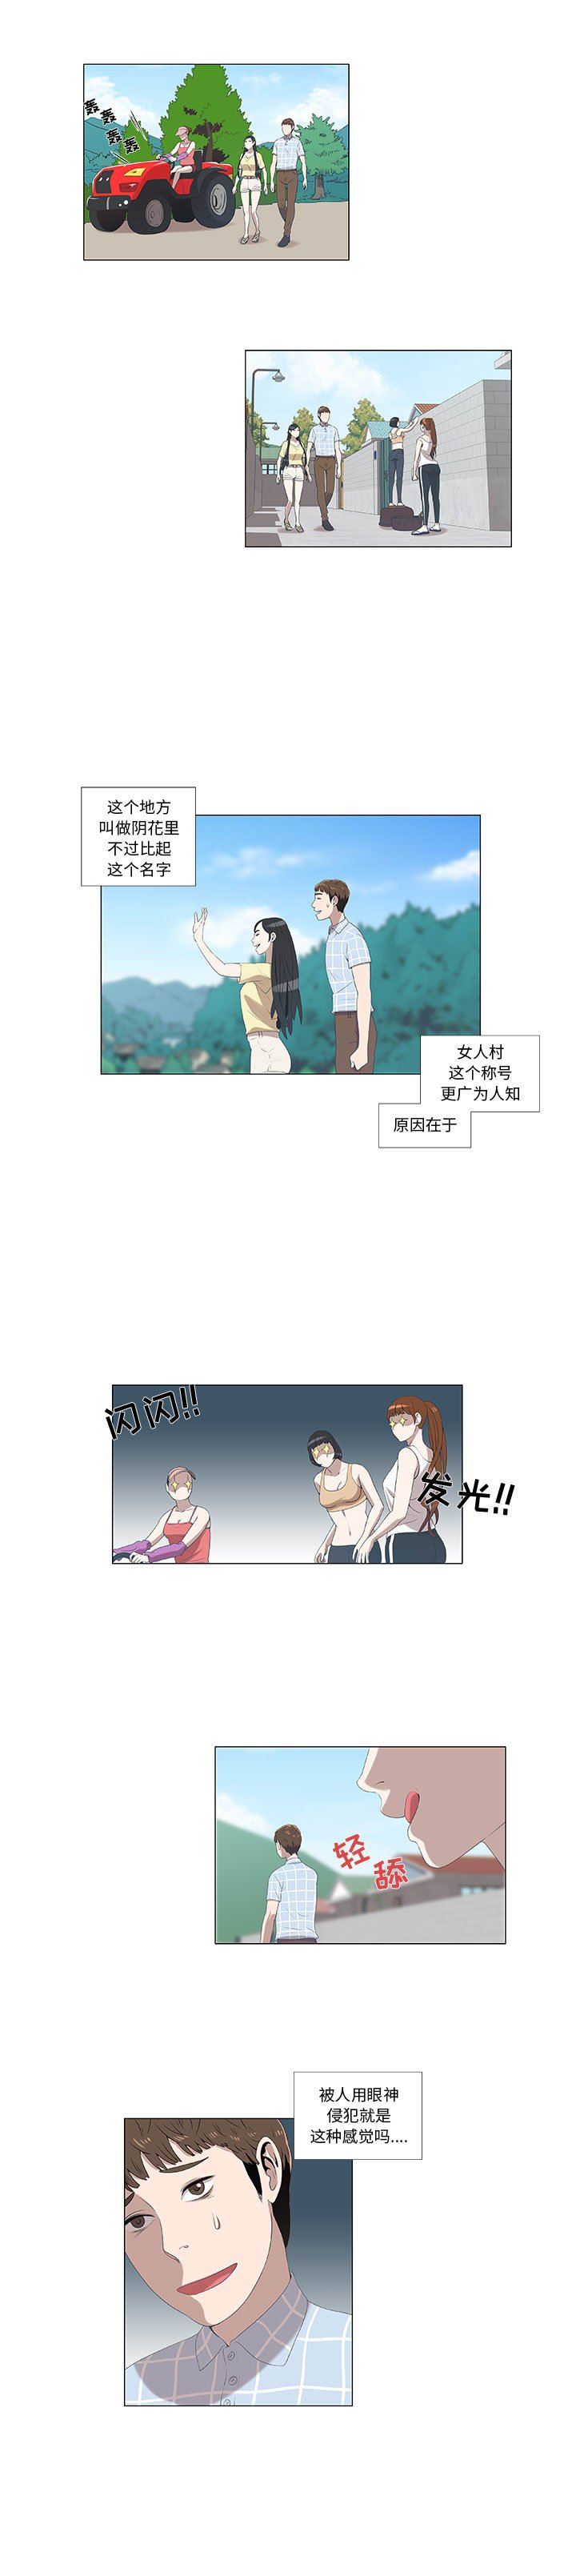 轰轰
轰轰
这个地方
叫做阴花里
不过比起
这个名字
女人村
这个称号
更广为人知
原因在于
闪闪!!
发光!!
轻
舔
被人用眼神
侵犯就是
这种感觉吗....